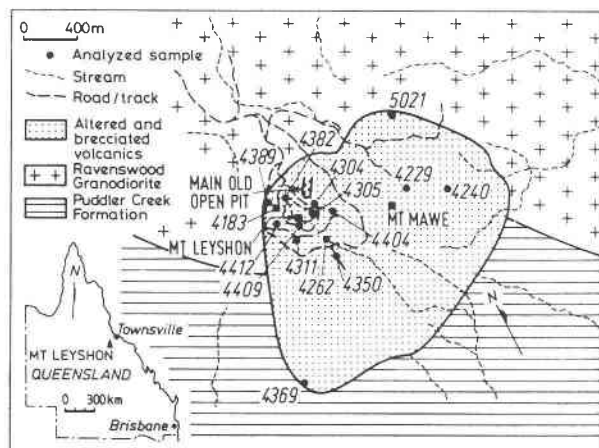 0 400m
Analyzed sample
Stream
Road/track
Altered and
brecciated
volcanics
Ravenswood
Granodiorite
Puddler Creek
Formation
5021
4382
4389
4304
4229
4305
4240
MAIN OLD
OPEN PIT
MT MAWE
4183
4404
MT LEYSHON
4412
4311
4409
4262
4350
N
4369
N
Townsville
MT LEYSHON
QUEENSLAND
0 300km
Brisbane